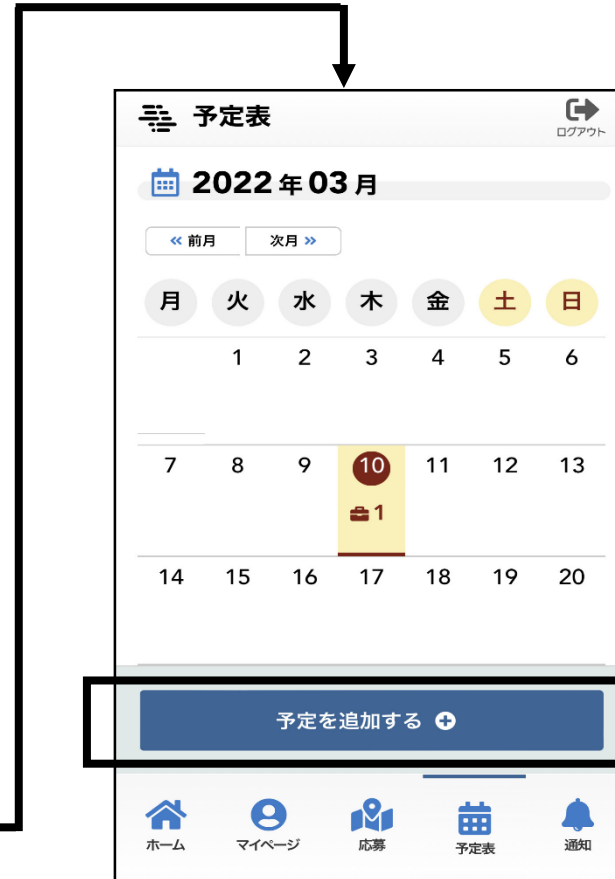 予定表
ログアウト
2022年03月
« 前月 次月 »
月 火 水 木 金 土 日
1 2 3 4 5 6
7 8 9 10 11 12 13
1
14 15 16 17 18 19 20
予定を追加する
ホーム マイページ 応募 予定表 通知